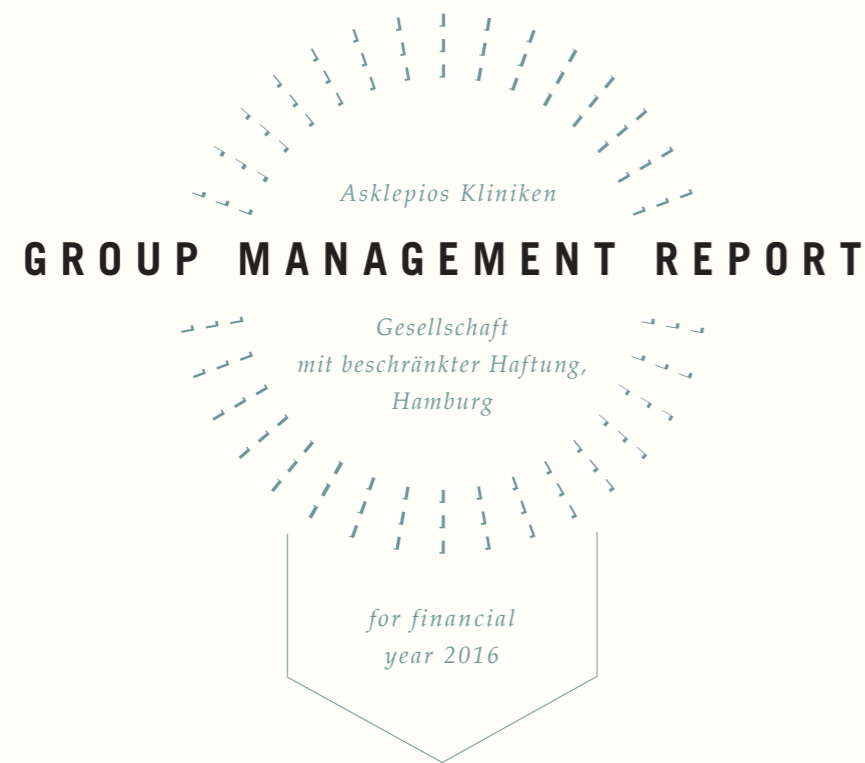 Asklepios Kliniken
GROUP MANAGEMENT REPORT
Gesellschaft
mit beschränkter Haftung,
Hamburg
for financial
year 2016